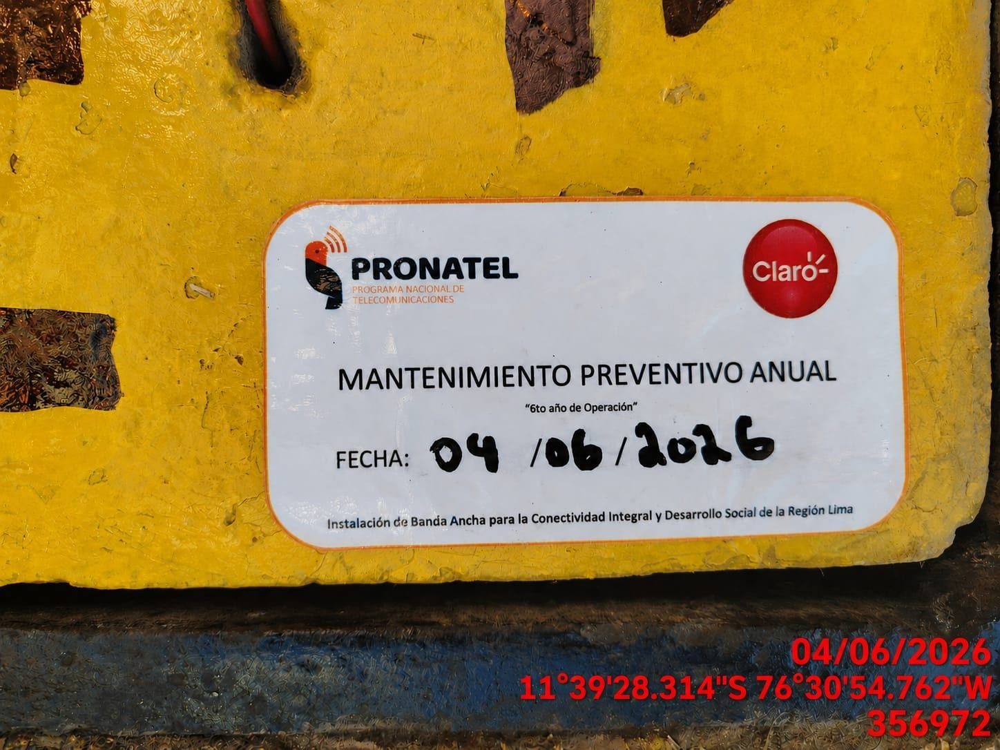 PRONATEL
PROGRAMA NACIONAL DE
TELECOMUNICACIONES
Claro
MANTENIMIENTO PREVENTIVO ANUAL
“6to año de Operación”
FECHA: 04 /06/2026
Instalación de Banda Ancha para la Conectividad Integral y Desarrollo Social de la Región Lima
04/06/2026
11°39'28.314"S 76°30'54.762"W
356972